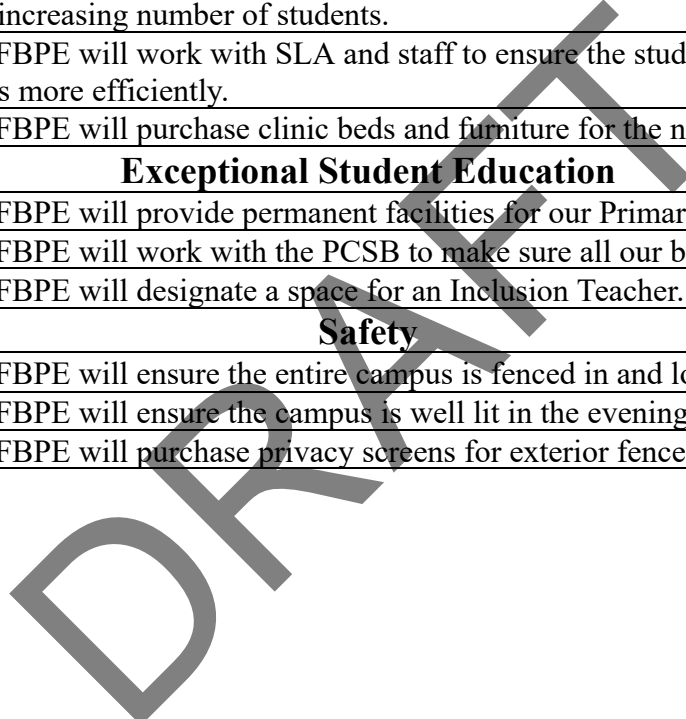 increasing number of students.
FBPE will work with SLA and staff to ensure the stud
s more efficiently.
FBPE will purchase clinic beds and furniture for the n
Exceptional Student Education
FBPE will provide permanent facilities for our Primar
FBPE will work with the PCSB to make sure all our b
FBPE will designate a space for an Inclusion Teacher.
Safety
FBPE will ensure the entire campus is fenced in and lo
FBPE will ensure the campus is well lit in the evening
FBPE will purchase privacy screens for exterior fence
DRAFT